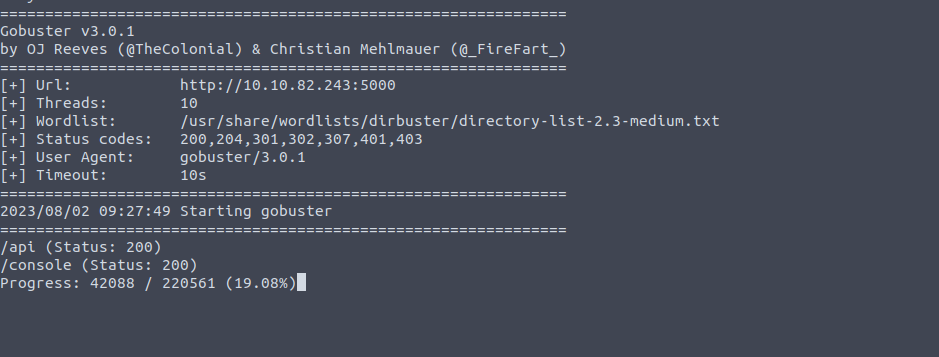 ===============================================================
Gobuster v3.0.1
by OJ Reeves (@TheColonial) & Christian Mehlmauer (@_FireFart_)
===============================================================
[+] Url:            http://10.10.82.243:5000
[+] Threads:        10
[+] Wordlist:       /usr/share/wordlists/dirbuster/directory-list-2.3-medium.txt
[+] Status codes:   200,204,301,302,307,401,403
[+] User Agent:     gobuster/3.0.1
[+] Timeout:        10s
===============================================================
2023/08/02 09:27:49 Starting gobuster
===============================================================
/api (Status: 200)
/console (Status: 200)
Progress: 42088 / 220561 (19.08%)